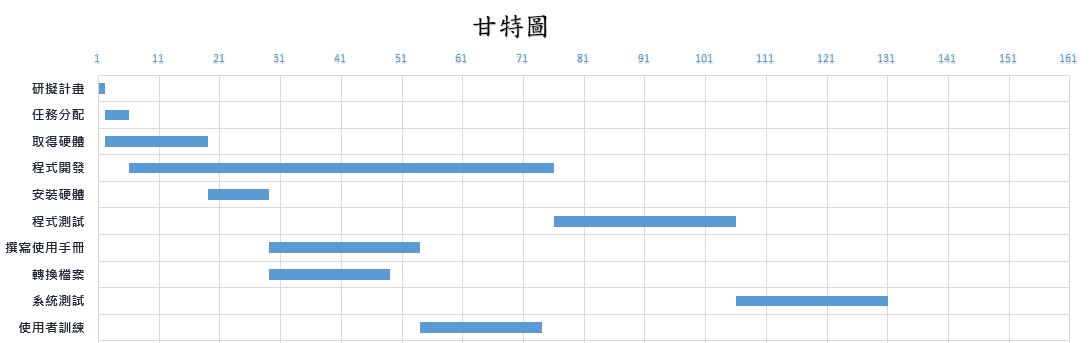 甘特圖
1 11 21 31 41 51 61 71 81 91 101 111 121 131 141 151 161
研擬計畫
任務分配
取得硬體
程式開發
安裝硬體
程式測試
撰寫使用手冊
轉換檔案
系統測試
使用者訓練